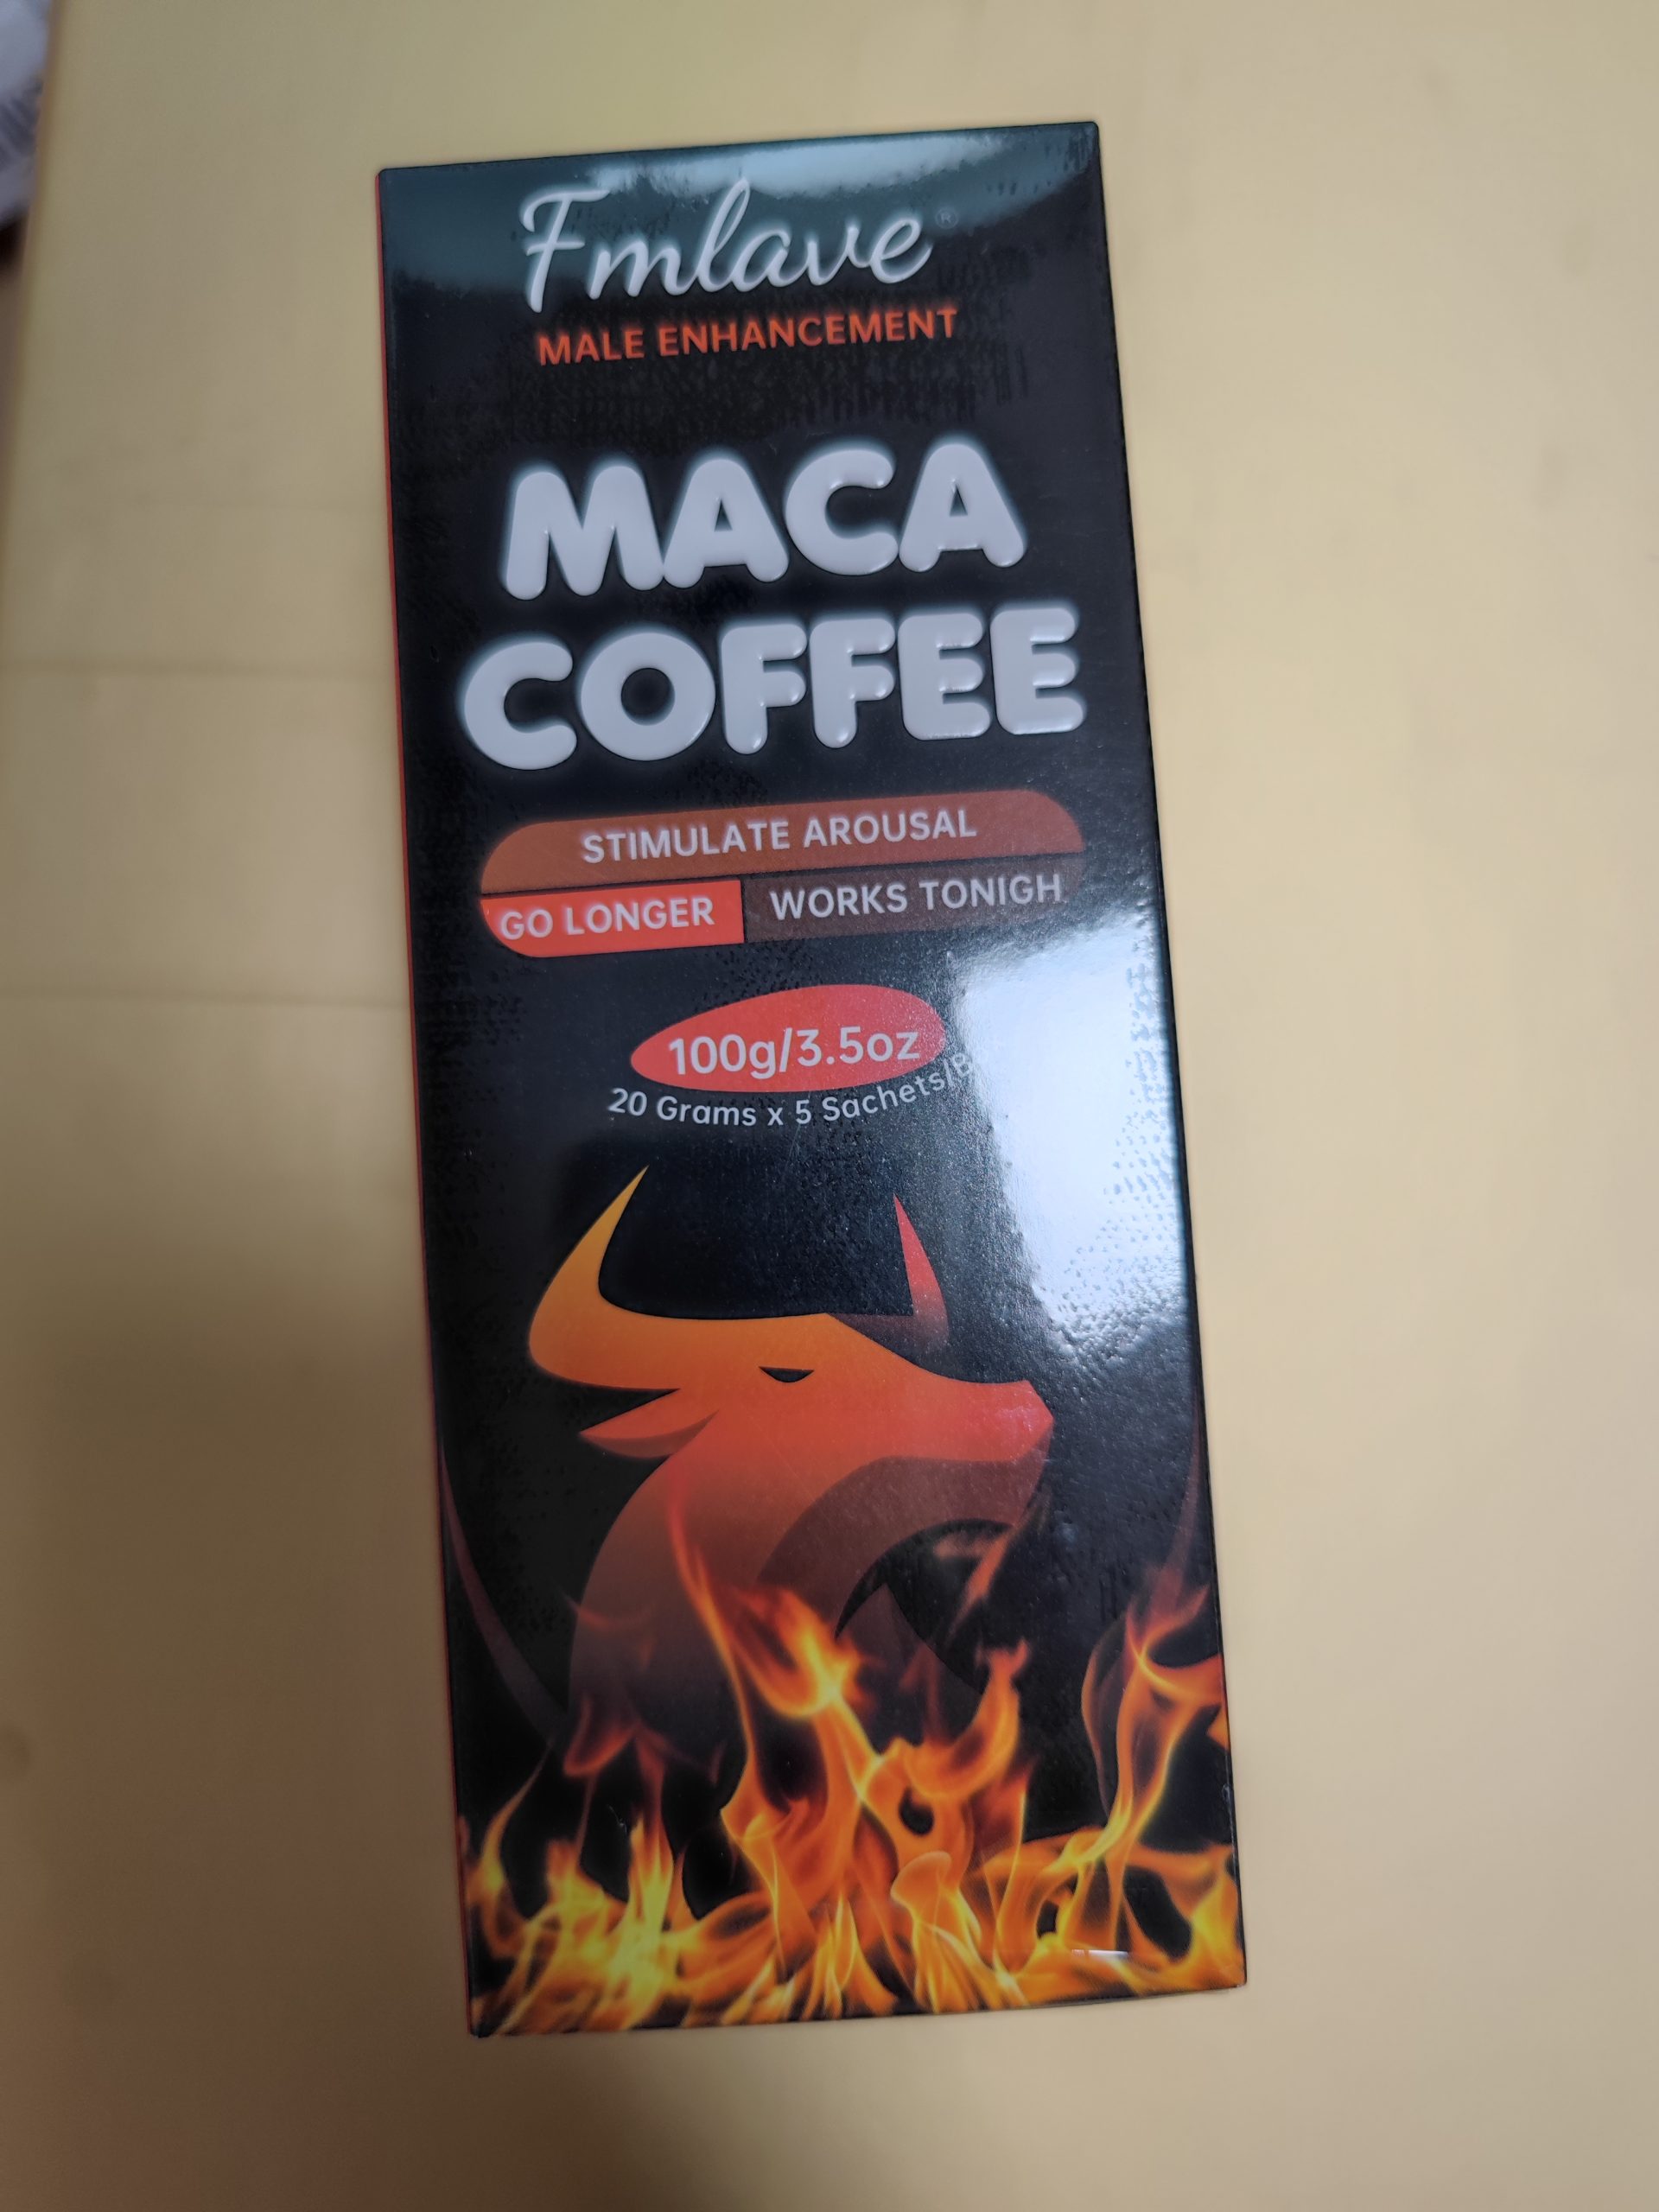 Fmlave®
MALE ENHANCEMENT
MACA
COFFEE
STIMULATE AROUSAL
GO LONGER WORKS TONIGH
100g/3.5oz
20 Grams x 5 Sachets/B